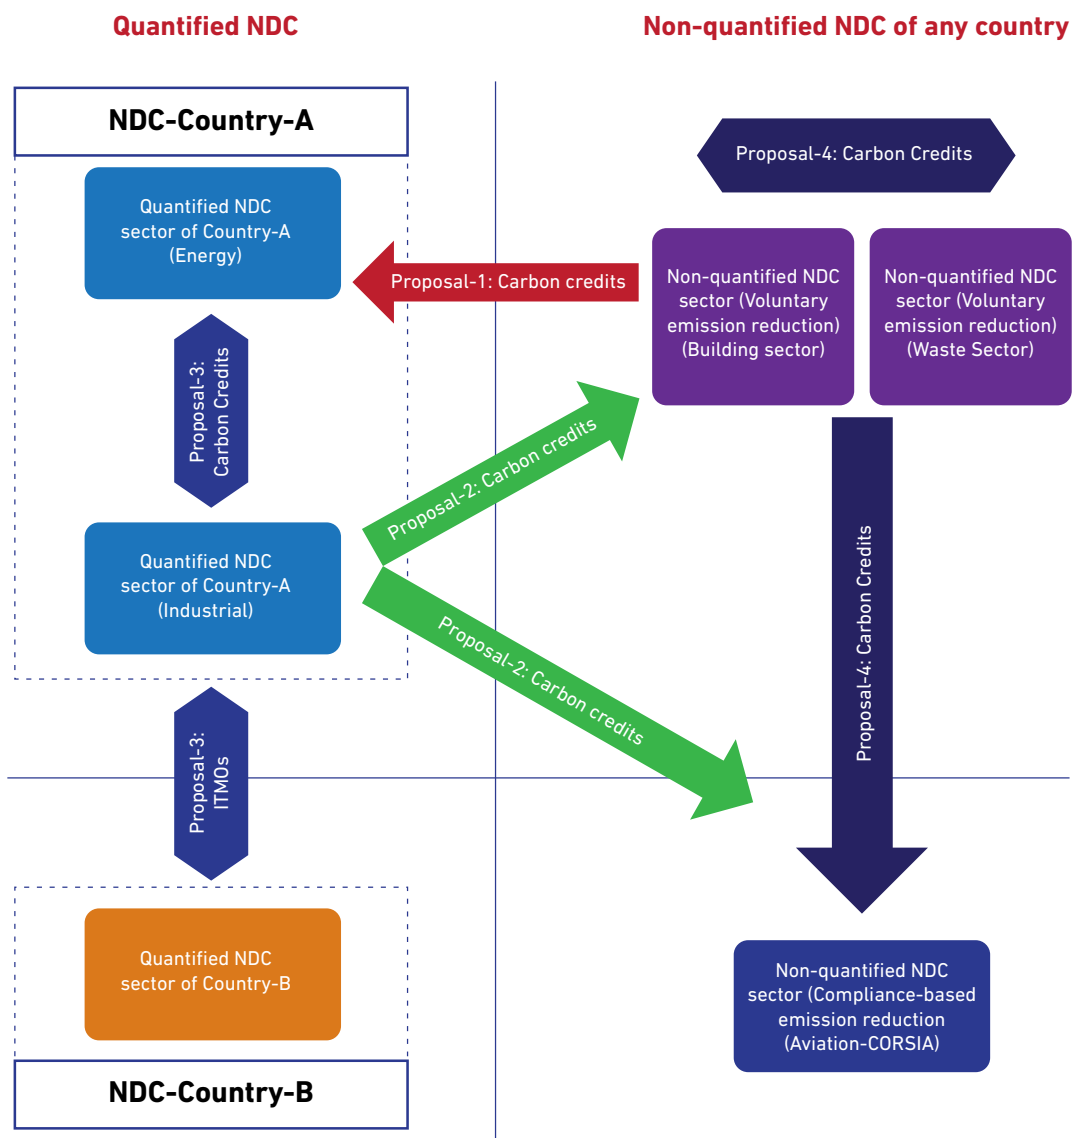 Quantified NDC
Non-quantified NDC of any country
NDC-Country-A
Proposal-4: Carbon Credits
Quantified NDC
sector of Country-A
(Energy)
Proposal-1: Carbon credits
Non-quantified NDC
sector (Voluntary
emission reduction)
(Building sector)
Non-quantified NDC
sector (Voluntary
emission reduction)
(Waste Sector)
Proposal-3:
Carbon Credits
Proposal-2: Carbon credits
Quantified NDC
sector of Country-A
(Industrial)
Proposal-2: Carbon credits
Proposal-4: Carbon Credits
Proposal-3:
ITMOs
Quantified NDC
sector of Country-B
Non-quantified NDC
sector (Compliance-based
emission reduction
(Aviation-CORSIA)
NDC-Country-B